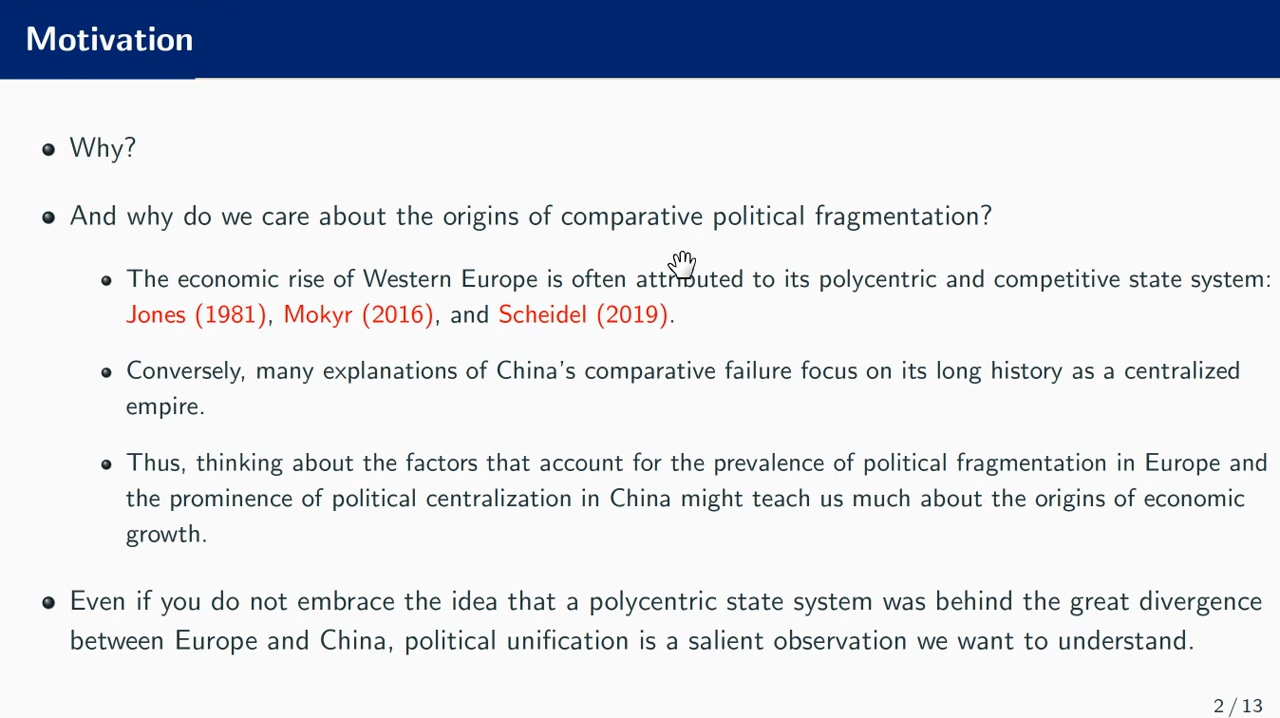 Motivation
Why?
And why do we care about the origins of comparative political fragmentation?
The economic rise of Western Europe is often attributed to its polycentric and competitive state system:
Jones (1981), Mokyr (2016), and Scheidel (2019).
Conversely, many explanations of China's comparative failure focus on its long history as a centralized
empire.
Thus, thinking about the factors that account for the prevalence of political fragmentation in Europe and
the prominence of political centralization in China might teach us much about the origins of economic
growth.
Even if you do not embrace the idea that a polycentric state system was behind the great divergence
between Europe and China, political unification is a salient observation we want to understand.
2 / 13